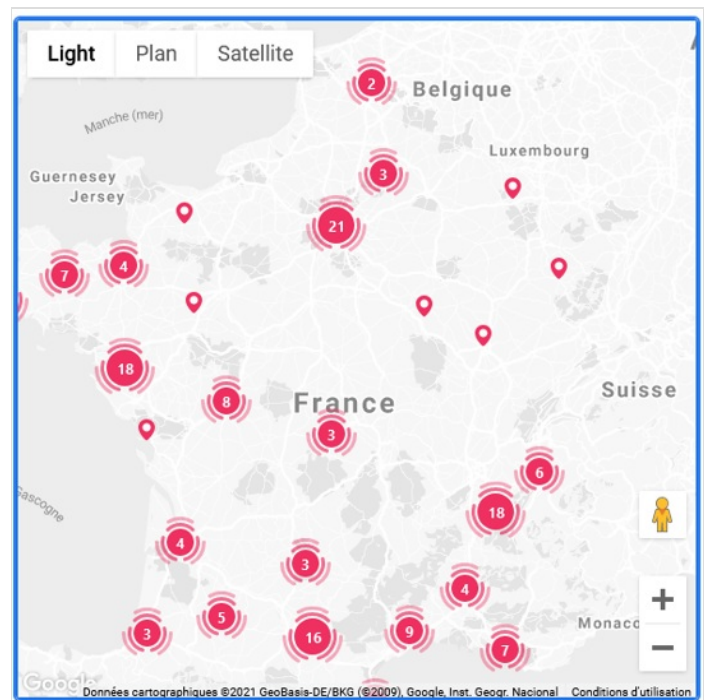 Light Plan Satellite
2
Belgique
Manche (mer)
Luxembourg
3
Guernesey
Jersey
21
7
4
18
Suisse
8
France
3
6
18
Gascogne
4
3
4
5
3
16
9
Monaco
7
Google
Données cartographiques ©2021 GeoBasis-DE/BKG (©2009), Google, Inst. Geogr. Nacional Conditions d'utilisation